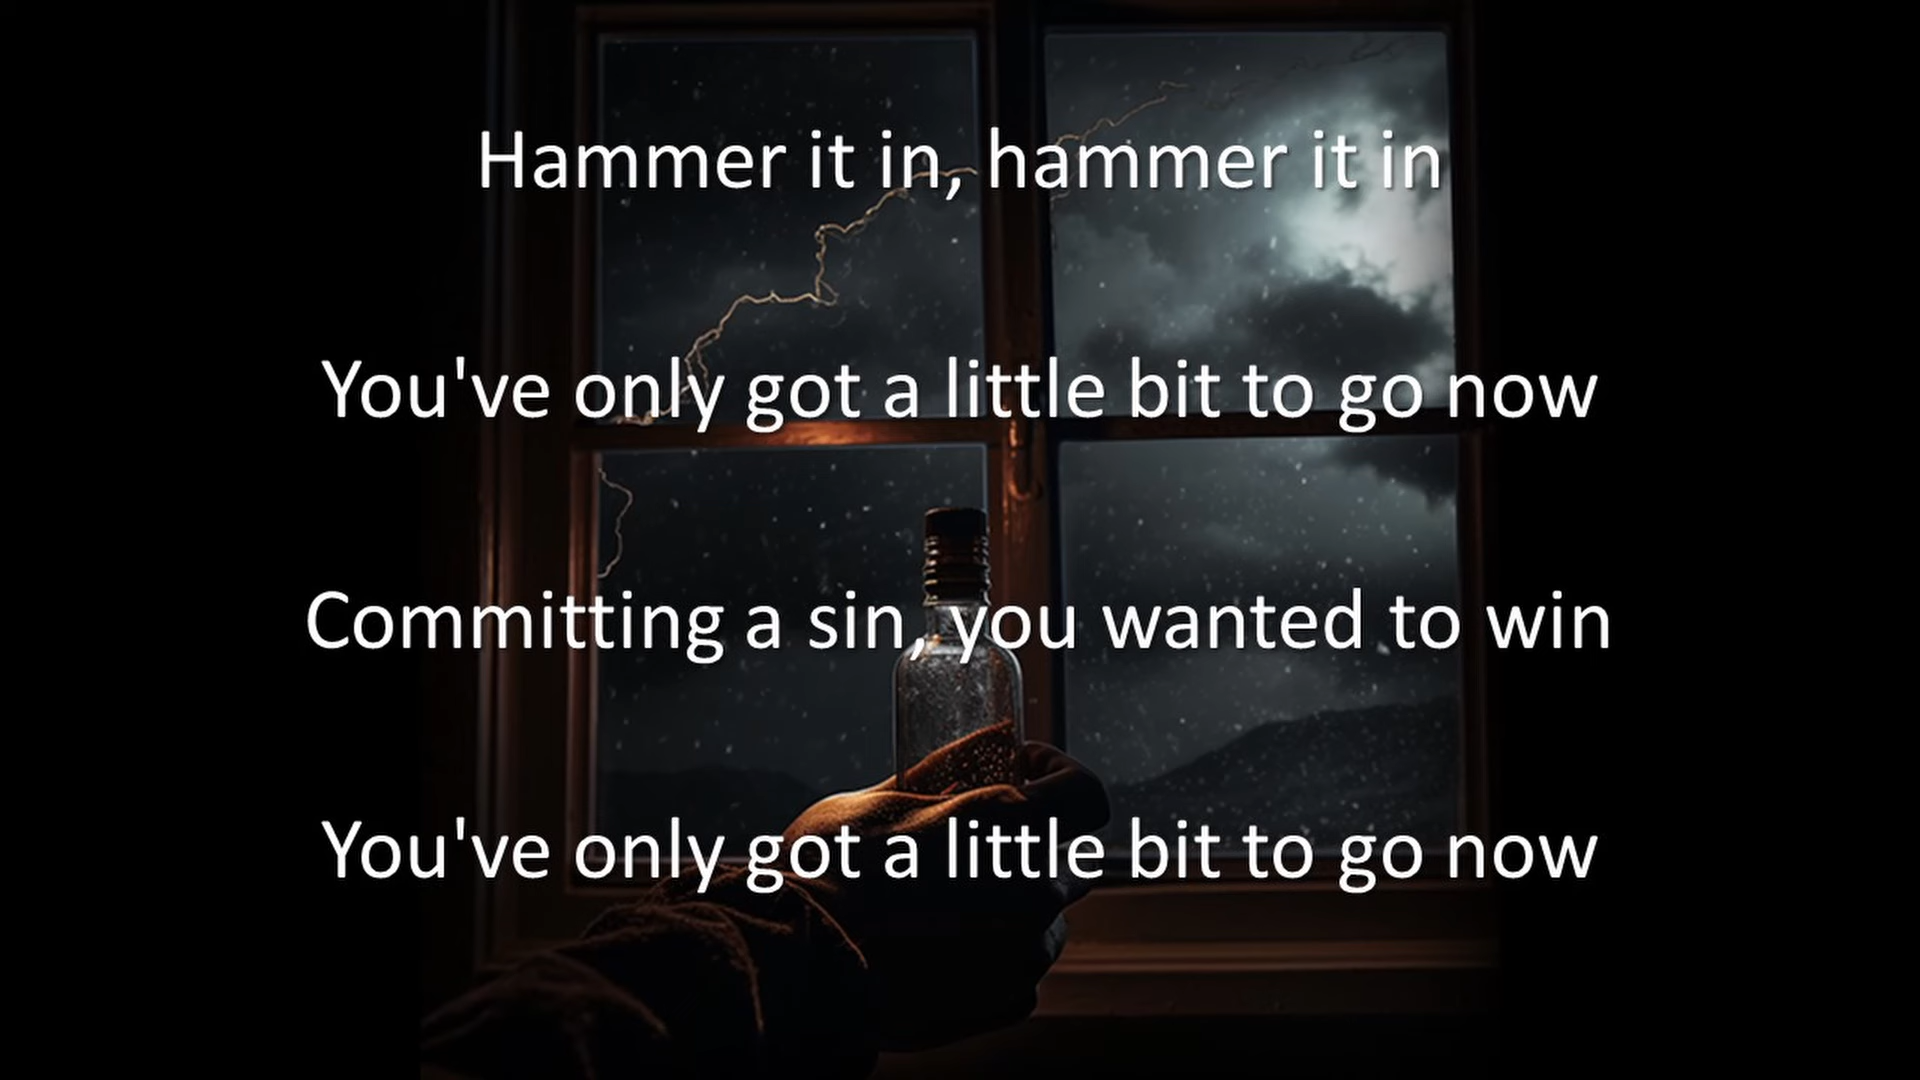 Hammer it in, hammer it in
You've only got a little bit to go now
Committing a sin, you wanted to win
You've only got a little bit to go now